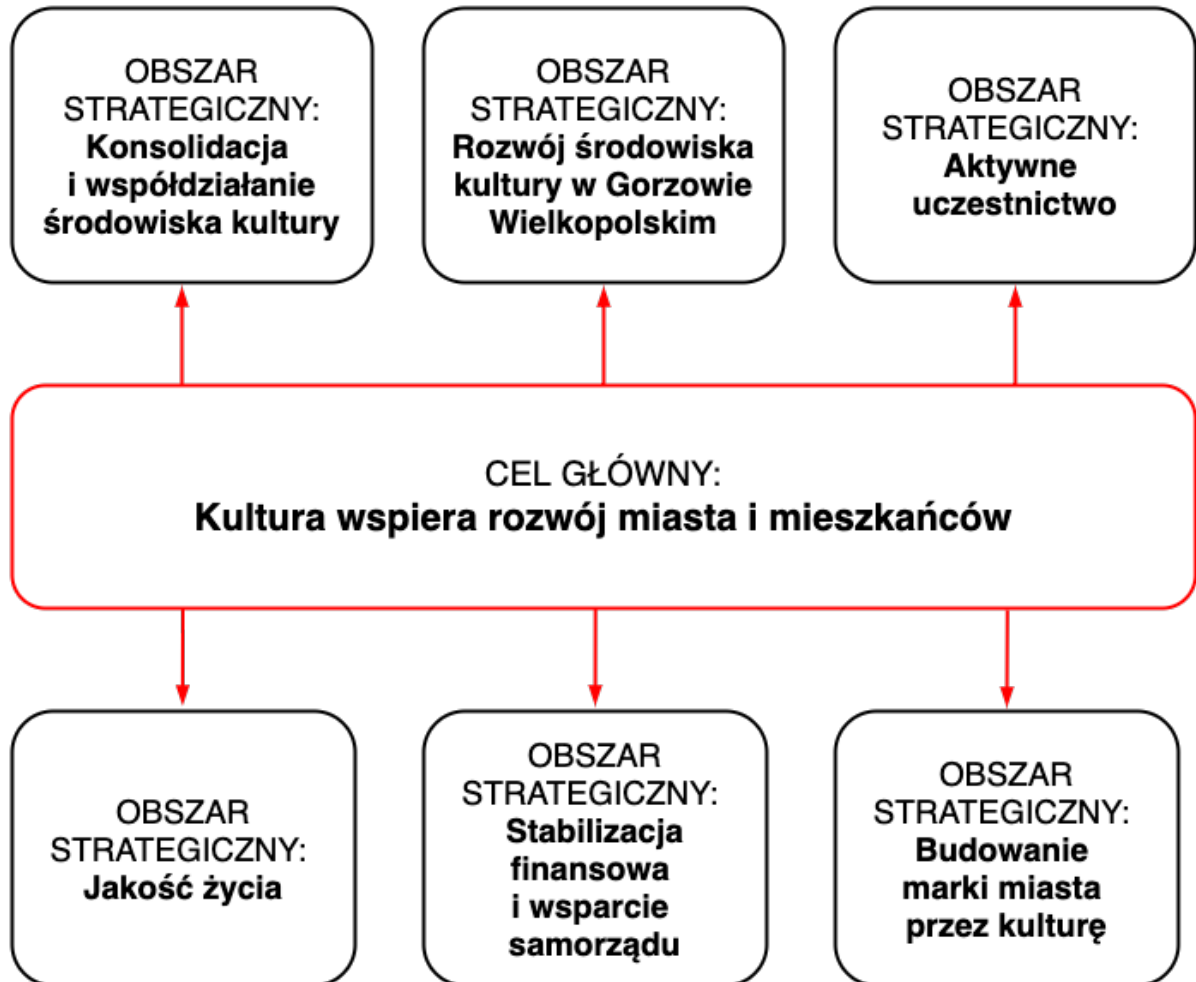 OBSZAR
STRATEGICZNY:
Konsolidacja
i współdziałanie
środowiska kultury
OBSZAR
STRATEGICZNY:
Rozwój środowiska
kultury w Gorzowie
Wielkopolskim
OBSZAR
STRATEGICZNY:
Aktywne
uczestnictwo
CEL GŁÓWNY:
Kultura wspiera rozwój miasta i mieszkańców
OBSZAR
STRATEGICZNY:
Jakość życia
OBSZAR
STRATEGICZNY:
Stabilizacja
finansowa
i wsparcie
samorządu
OBSZAR
STRATEGICZNY:
Budowanie
marki miasta
przez kulturę